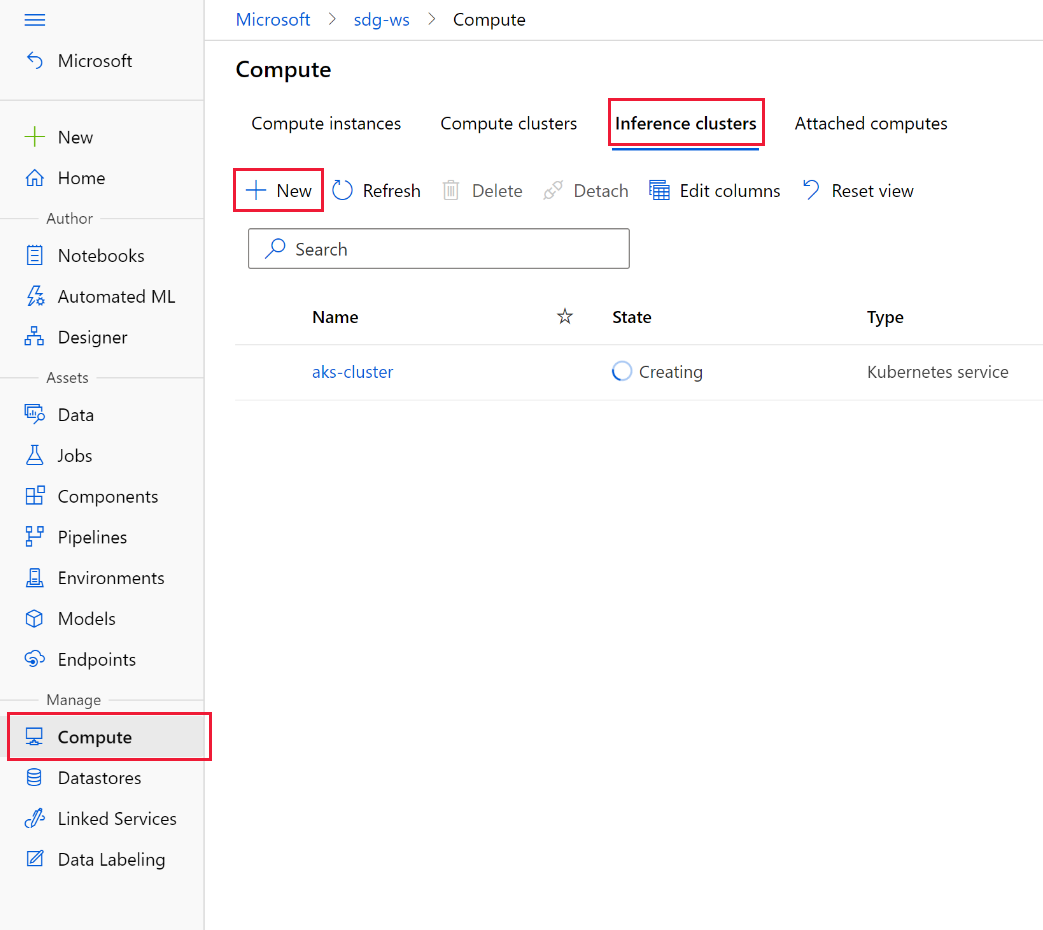 Microsoft
New
Home
Author
Notebooks
Automated ML
Designer
Assets
Data
Jobs
Components
Pipelines
Environments
Models
Endpoints
Manage
Compute
Datastores
Linked Services
Data Labeling
Microsoft > sdg-ws > Compute
Compute
Compute instances Compute clusters Inference clusters Attached computes
New Refresh Delete Detach Edit columns Reset view
Search
Name State Type
aks-cluster Creating Kubernetes service